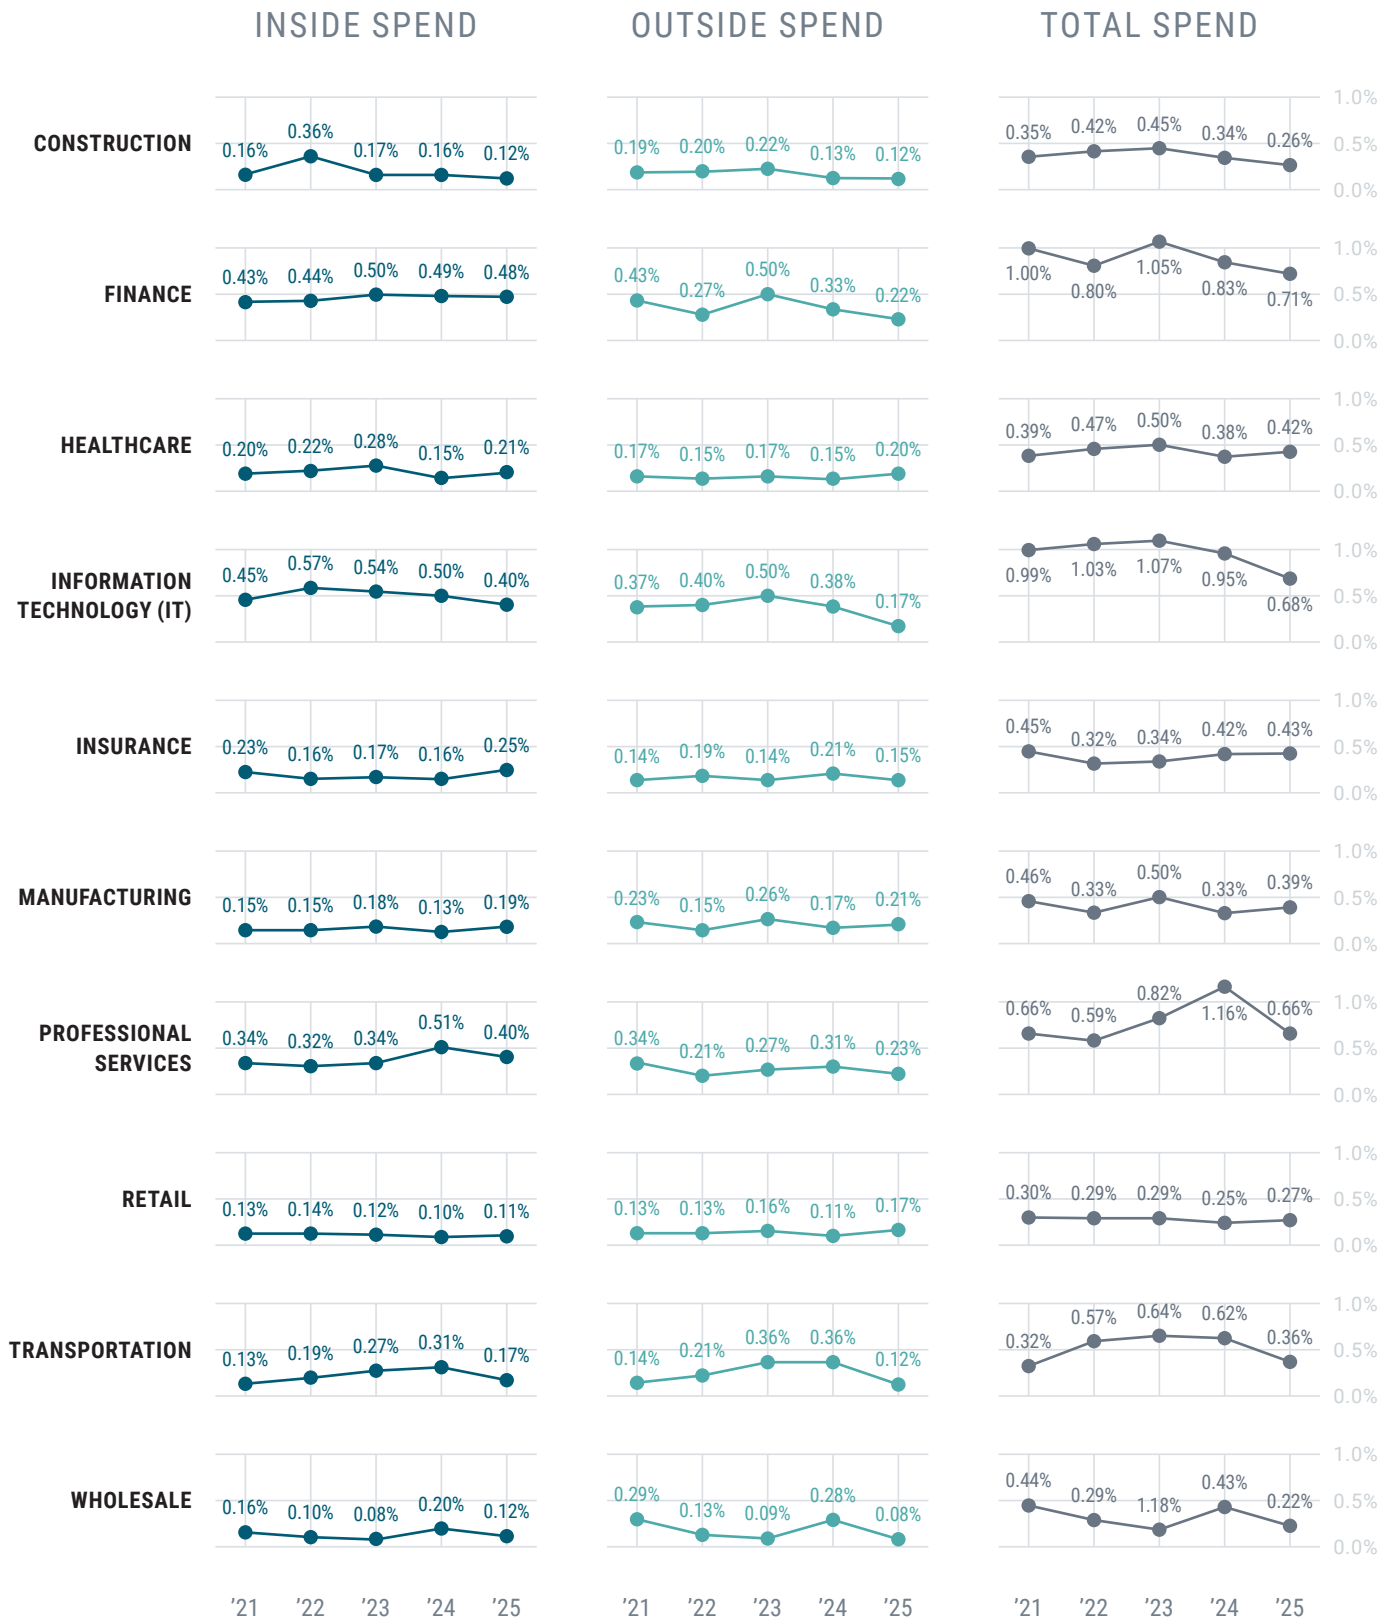 INSIDE SPEND OUTSIDE SPEND TOTAL SPEND
1.0%
0.16% 0.36% 0.17% 0.16% 0.12% 0.19% 0.20% 0.22% 0.13% 0.12% 0.35% 0.42% 0.45% 0.34% 0.26%
CONSTRUCTION 0.5%
0.0%
1.0%
0.43% 0.44% 0.50% 0.49% 0.48% 0.43% 0.27% 0.50% 0.33% 0.22% 1.00% 0.80% 1.05% 0.83% 0.71%
FINANCE 0.5%
0.0%
1.0%
0.20% 0.22% 0.28% 0.15% 0.21% 0.17% 0.15% 0.17% 0.15% 0.20% 0.39% 0.47% 0.50% 0.38% 0.42%
HEALTHCARE 0.5%
0.0%
1.0%
0.45% 0.57% 0.54% 0.50% 0.40% 0.37% 0.40% 0.50% 0.38% 0.17% 0.99% 1.03% 1.07% 0.95% 0.68%
INFORMATION
TECHNOLOGY (IT) 0.5%
0.0%
1.0%
0.23% 0.16% 0.17% 0.16% 0.25% 0.14% 0.19% 0.14% 0.21% 0.15% 0.45% 0.32% 0.34% 0.42% 0.43%
INSURANCE 0.5%
0.0%
1.0%
0.15% 0.15% 0.18% 0.13% 0.19% 0.23% 0.15% 0.26% 0.17% 0.21% 0.46% 0.33% 0.50% 0.33% 0.39%
MANUFACTURING 0.5%
0.0%
1.0%
0.34% 0.32% 0.34% 0.51% 0.40% 0.34% 0.21% 0.27% 0.31% 0.23% 0.66% 0.59% 0.82% 1.16% 0.66%
PROFESSIONAL
SERVICES 0.5%
0.0%
1.0%
0.13% 0.14% 0.12% 0.10% 0.11% 0.13% 0.13% 0.16% 0.11% 0.17% 0.30% 0.29% 0.29% 0.25% 0.27%
RETAIL 0.5%
0.0%
1.0%
0.13% 0.19% 0.27% 0.31% 0.17% 0.14% 0.21% 0.36% 0.36% 0.12% 0.32% 0.57% 0.64% 0.62% 0.36%
TRANSPORTATION 0.5%
0.0%
1.0%
0.16% 0.10% 0.08% 0.20% 0.12% 0.29% 0.13% 0.09% 0.28% 0.08% 0.44% 0.29% 1.18% 0.43% 0.22%
WHOLESALE 0.5%
0.0%
’21 ’22 ’23 ’24 ’25 ’21 ’22 ’23 ’24 ’25 ’21 ’22 ’23 ’24 ’25